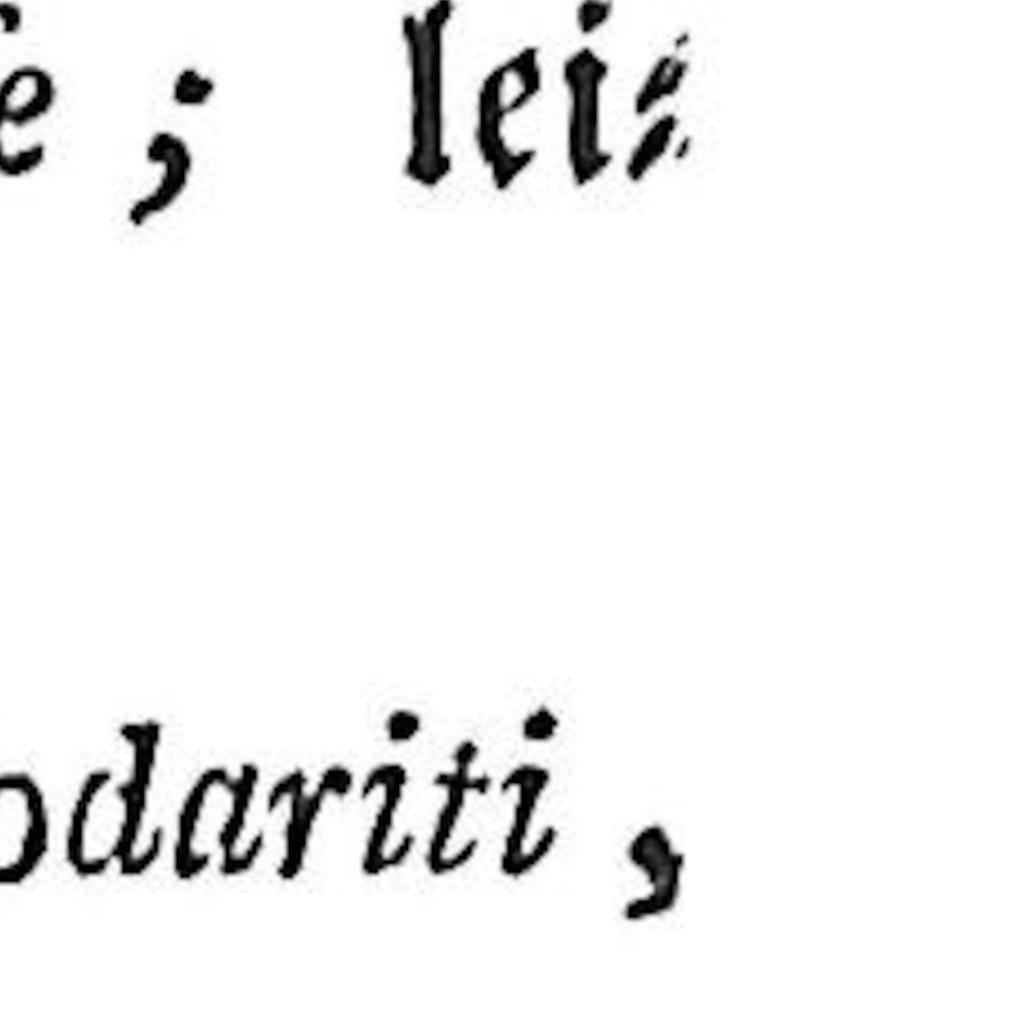 e ; lei⸗
odariti ,